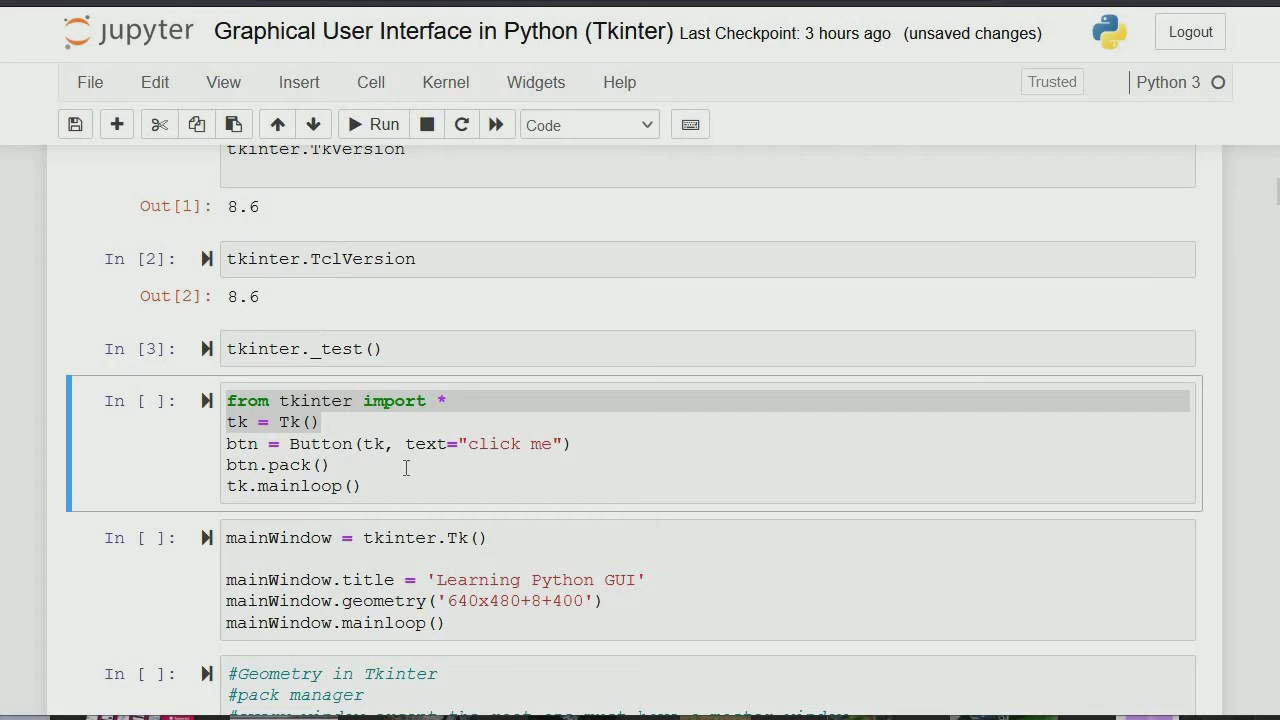 jupyter Graphical User Interface in Python (Tkinter) Last Checkpoint: 3 hours ago (unsaved changes) Logout
File Edit View Insert Cell Kernel Widgets Help Trusted Python 3
Run Code
tkinter.TkVersion
Out[1]: 8.6
In [2]: tkinter.TclVersion
Out[2]: 8.6
In [3]: tkinter._test()
In [ ]: from tkinter import *
tk = Tk()
btn = Button(tk, text="click me")
btn.pack()
tk.mainloop()
In [ ]: mainWindow = tkinter.Tk()
mainWindow.title = 'Learning Python GUI'
mainWindow.geometry('640x480+8+400')
mainWindow.mainloop()
In [ ]: #Geometry in Tkinter
#pack manager